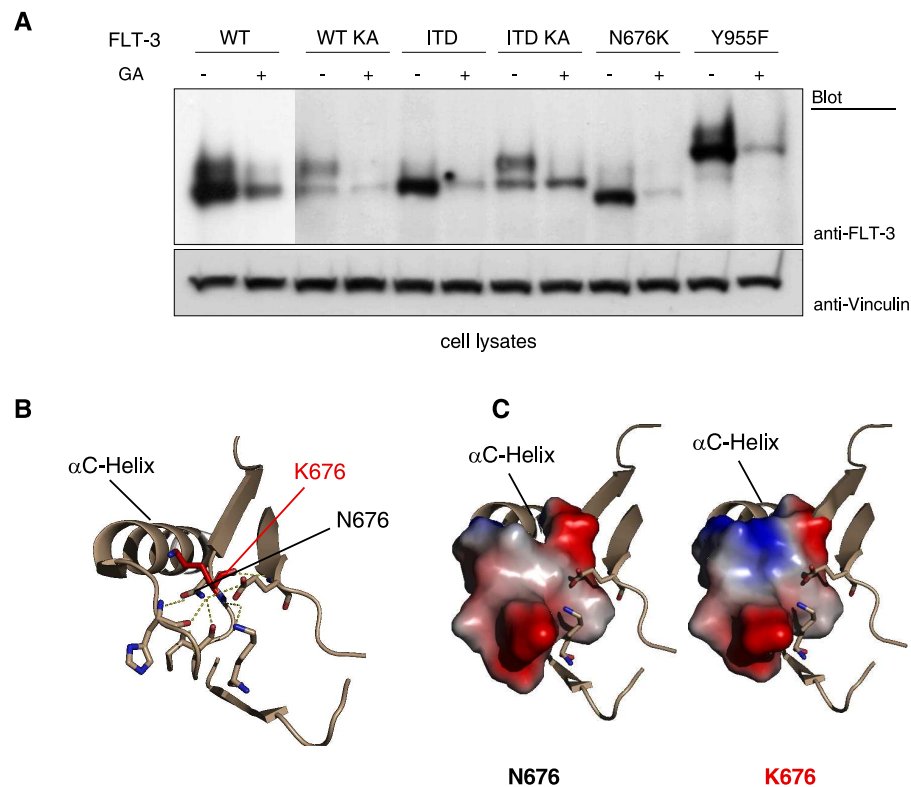 A
FLT-3 WT WT KA ITD ITD KA N676K Y955F
GA - + - + - + - + - + - +
Blot
anti-FLT-3
anti-Vinculin
cell lysates
B
C
αC-Helix
K676
N676
αC-Helix
αC-Helix
N676
K676